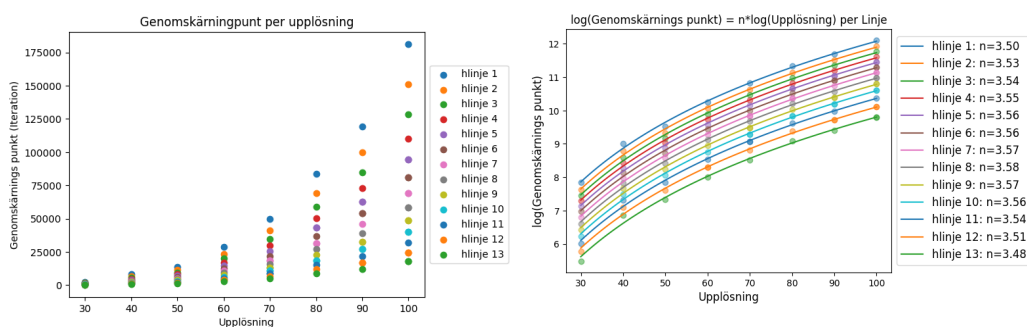 Genomskärningpunt per upplösning
Genomskärnings punkt (Iteration)
175000
150000
125000
100000
75000
50000
25000
0
30 40 50 60 70 80 90 100
Upplösning
hlinje 1
hlinje 2
hlinje 3
hlinje 4
hlinje 5
hlinje 6
hlinje 7
hlinje 8
hlinje 9
hlinje 10
hlinje 11
hlinje 12
hlinje 13
log(Genomskärnings punkt) = n*log(Upplösning) per Linje
log(Genomskärnings punkt)
12
11
10
9
8
7
6
30 40 50 60 70 80 90 100
Upplösning
hlinje 1: n=3.50
hlinje 2: n=3.53
hlinje 3: n=3.54
hlinje 4: n=3.55
hlinje 5: n=3.56
hlinje 6: n=3.56
hlinje 7: n=3.57
hlinje 8: n=3.58
hlinje 9: n=3.57
hlinje 10: n=3.56
hlinje 11: n=3.54
hlinje 12: n=3.51
hlinje 13: n=3.48